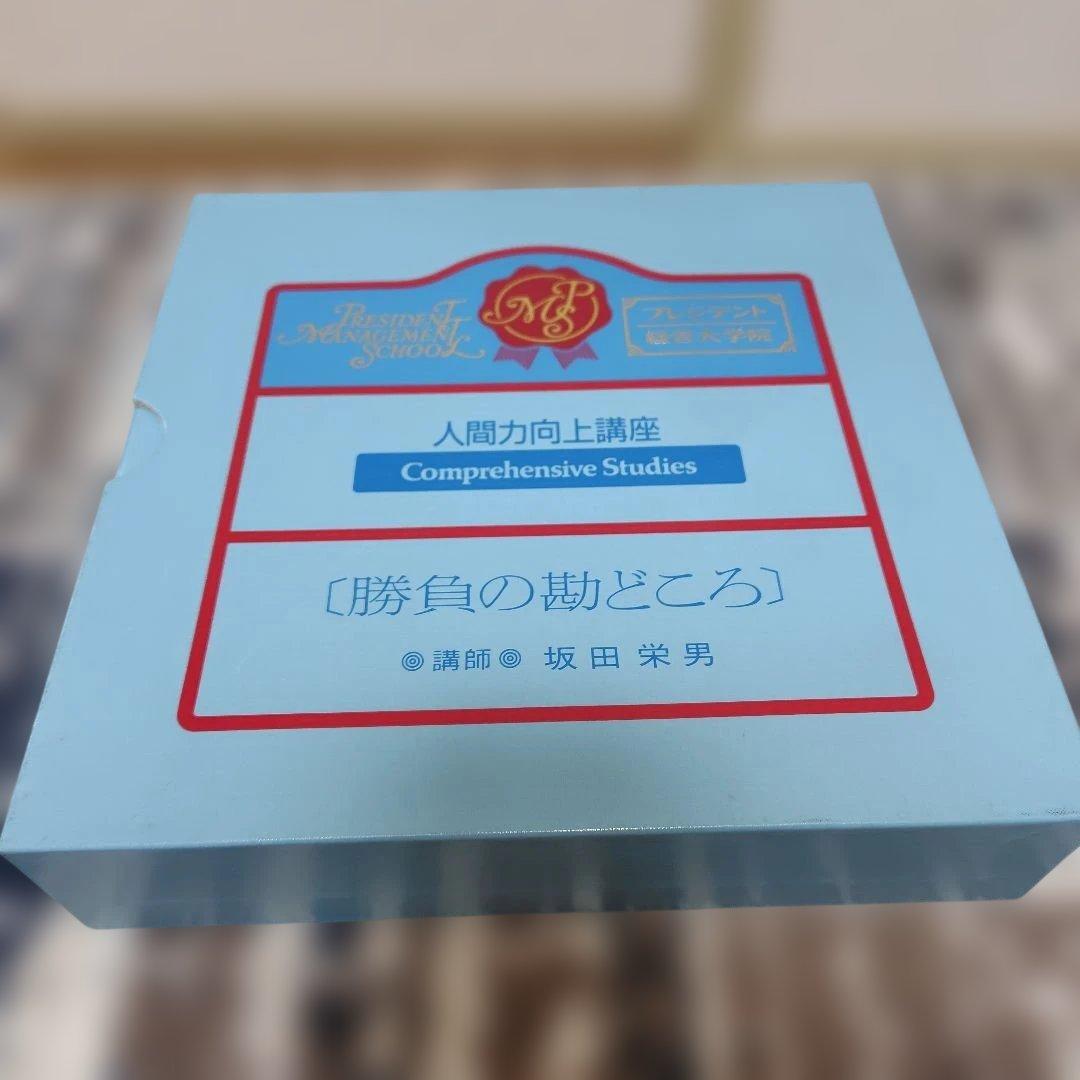 PRESIDENT
MANAGEMENT
SCHOOL
MPS
プレジデント
経営大学院
人間力向上講座
Comprehensive Studies
〔勝負の勘どころ〕
◎講師◎ 坂田栄男